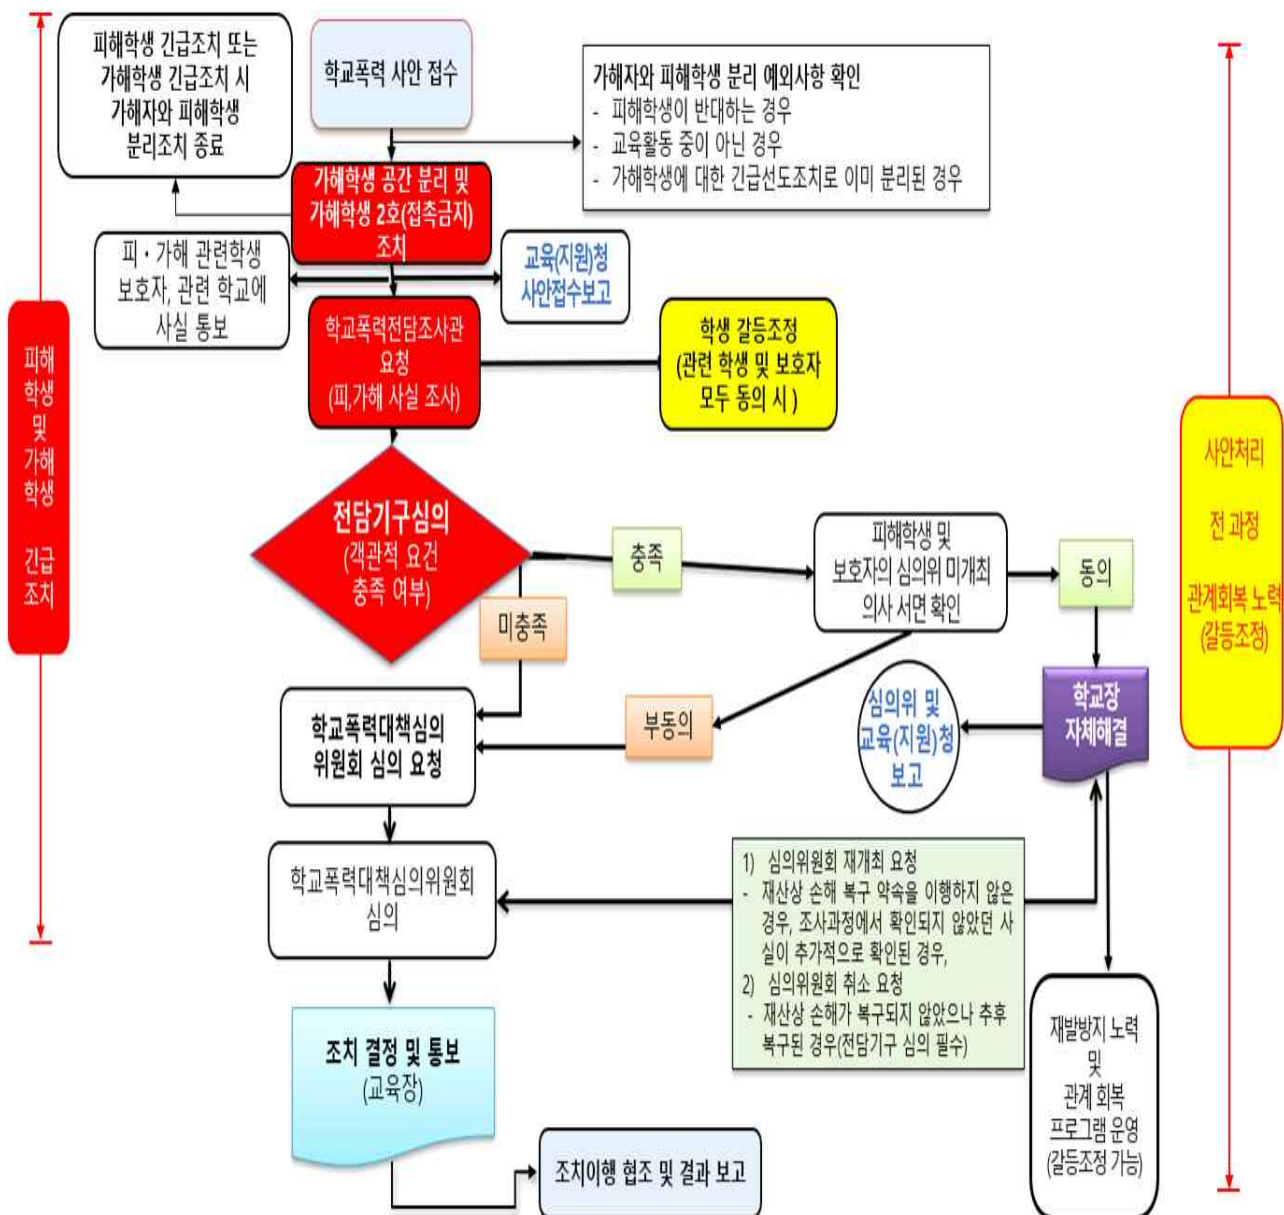 피해학생 긴급조치 또는
가해학생 긴급조치 시
가해자와 피해학생
분리조치 종료
학교폭력 사안 접수
가해자와 피해학생 분리 예외사항 확인
- 피해학생이 반대하는 경우
- 교육활동 중이 아닌 경우
- 가해학생에 대한 긴급선도조치로 이미 분리된 경우
가해학생 공간 분리 및
가해학생 2호(접촉금지)
조치
피·가해 관련학생
보호자, 관련 학교에
사실 통보
교육(지원)청
사안접수보고
학교폭력전담조사관
요청
(피,가해 사실 조사)
학생 갈등조정
(관련 학생 및 보호자
모두 동의 시 )
피해
학생
및
가해
학생
긴급
조치
사안처리
전 과정
관계회복 노력
(갈등조정)
전담기구심의
(객관적 요건
충족 여부)
충족
미충족
피해학생 및
보호자의 심의위 미개최
의사 서면 확인
동의
부동의
학교장
자체해결
심의위 및
교육(지원)청
보고
학교폭력대책심의
위원회 심의 요청
학교폭력대책심의위원회
심의
1) 심의위원회 재개최 요청
- 재산상 손해 복구 약속을 이행하지 않은
경우, 조사과정에서 확인되지 않았던 사
실이 추가적으로 확인된 경우,
2) 심의위원회 취소 요청
- 재산상 손해가 복구되지 않았으나 추후
복구된 경우(전담기구 심의 필수)
조치 결정 및 통보
(교육장)
재발방지 노력
및
관계 회복
프로그램 운영
(갈등조정 가능)
조치이행 협조 및 결과 보고